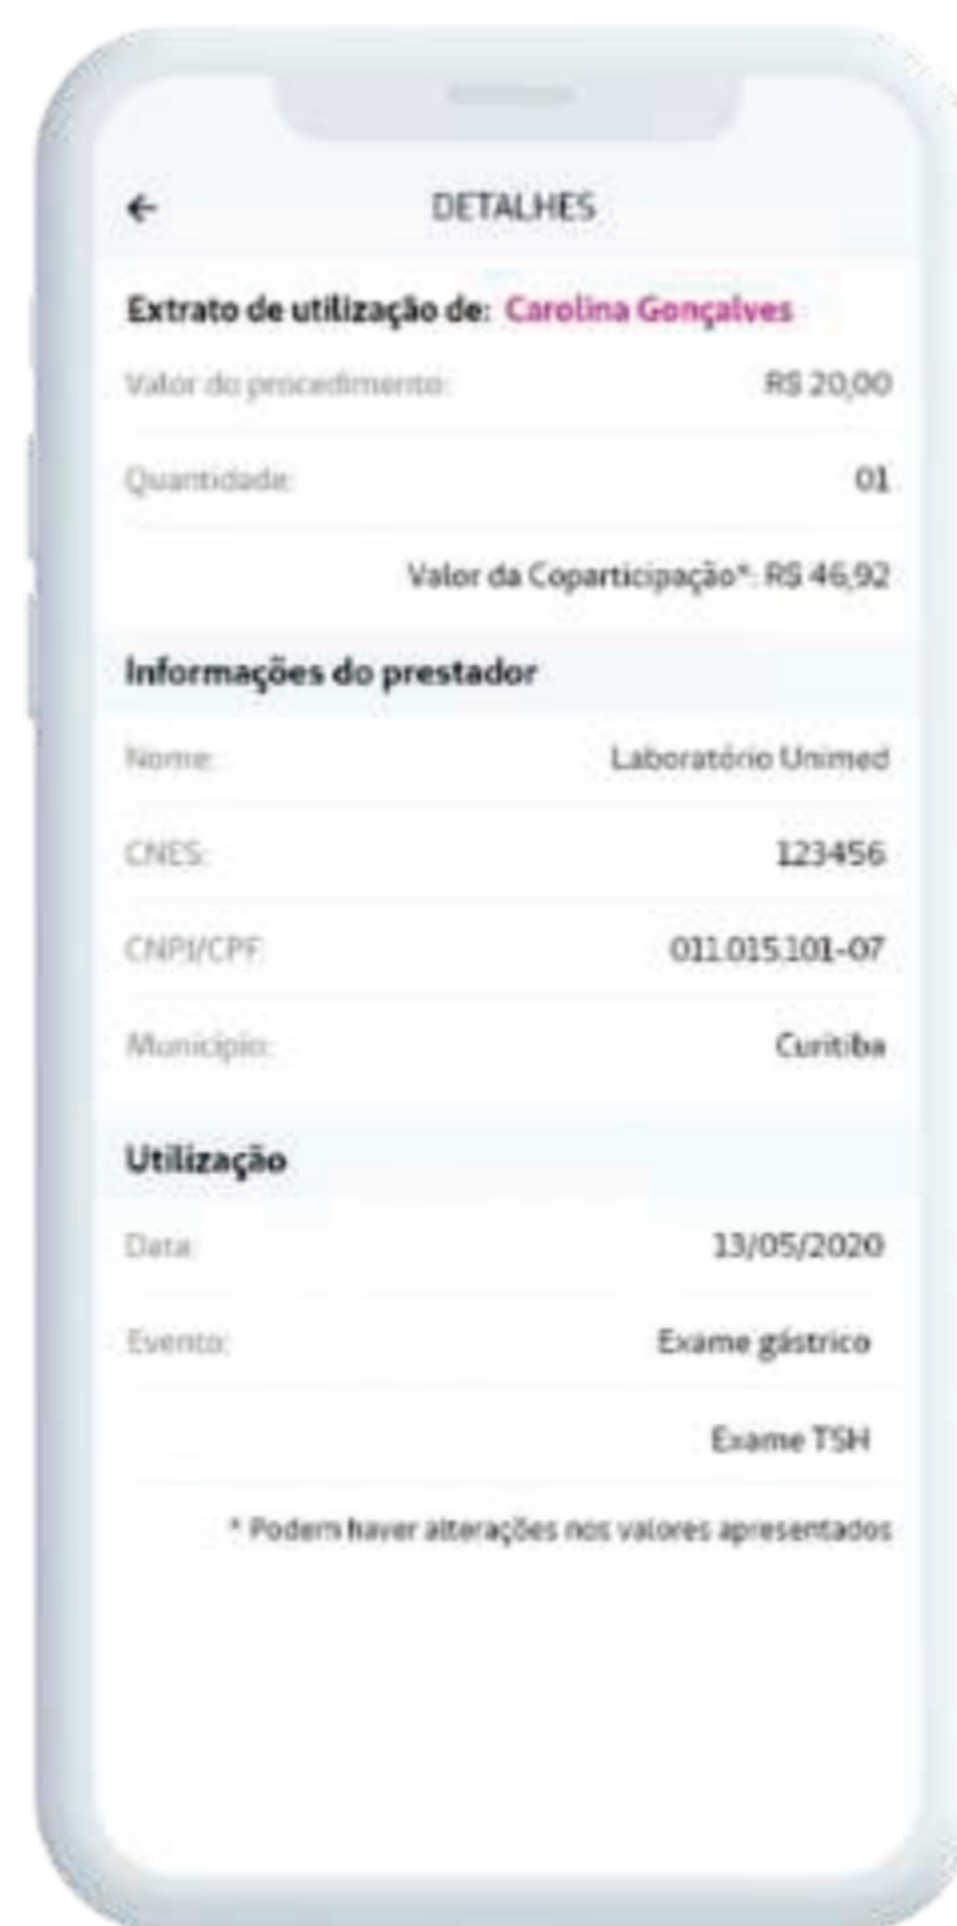 DETALHES
Extrato de utilização de: Carolina Gonçalves
Valor do procedimento: R$ 20,00
Quantidade: 01
Valor da Coparticipação*: R$ 46,92
Informações do prestador
Nome: Laboratório Unimed
CNES: 123456
CNPJ/CPF: 011.015.101-07
Município: Curitiba
Utilização
Data: 13/05/2020
Evento: Exame gástrico
Exame TSH
* Podem haver alterações nos valores apresentados